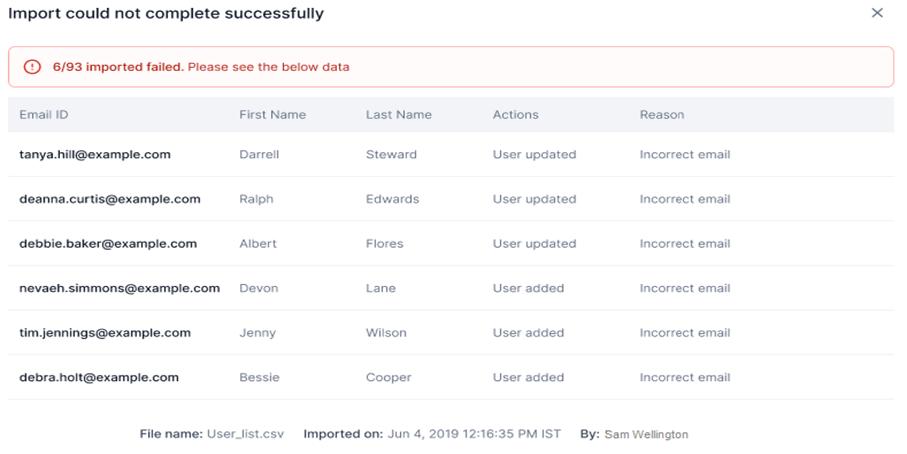 Import could not complete successfully
6/93 imported failed. Please see the below data
Email ID First Name Last Name Actions Reason
tanya.hill@example.com Darrell Steward User updated Incorrect email
deanna.curtis@example.com Ralph Edwards User updated Incorrect email
debbie.baker@example.com Albert Flores User updated Incorrect email
nevaeh.simmons@example.com Devon Lane User added Incorrect email
tim.jennings@example.com Jenny Wilson User added Incorrect email
debra.holt@example.com Bessie Cooper User added Incorrect email
File name: User_list.csv Imported on: Jun 4, 2019 12:16:35 PM IST By: Sam Wellington